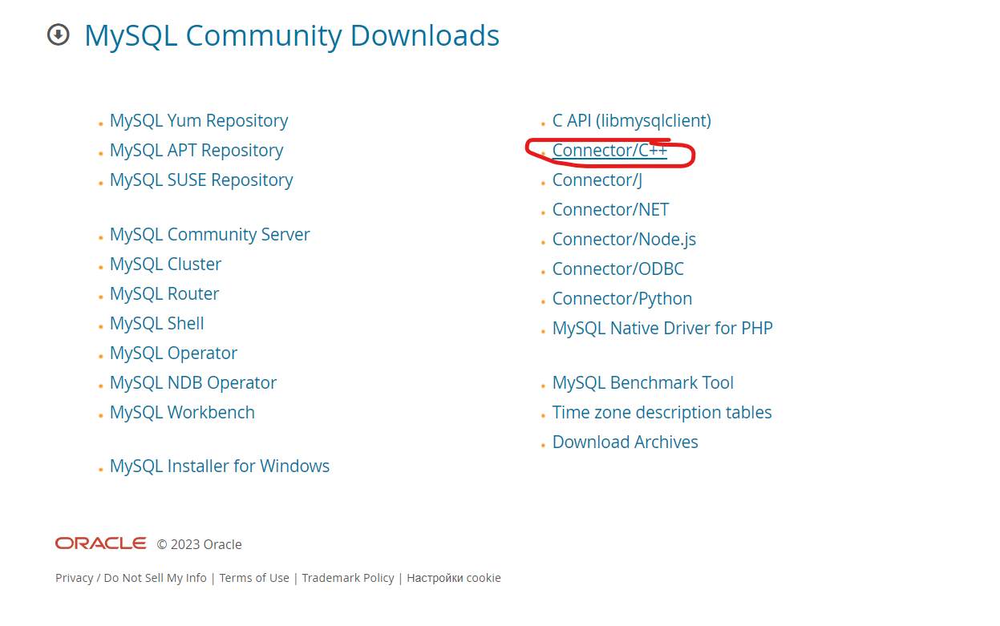 MySQL Community Downloads
MySQL Yum Repository
MySQL APT Repository
MySQL SUSE Repository
MySQL Community Server
MySQL Cluster
MySQL Router
MySQL Shell
MySQL Operator
MySQL NDB Operator
MySQL Workbench
MySQL Installer for Windows
C API (libmysqlclient)
Connector/C++
Connector/J
Connector/NET
Connector/Node.js
Connector/ODBC
Connector/Python
MySQL Native Driver for PHP
MySQL Benchmark Tool
Time zone description tables
Download Archives
ORACLE © 2023 Oracle
Privacy / Do Not Sell My Info | Terms of Use | Trademark Policy | Настройки cookie